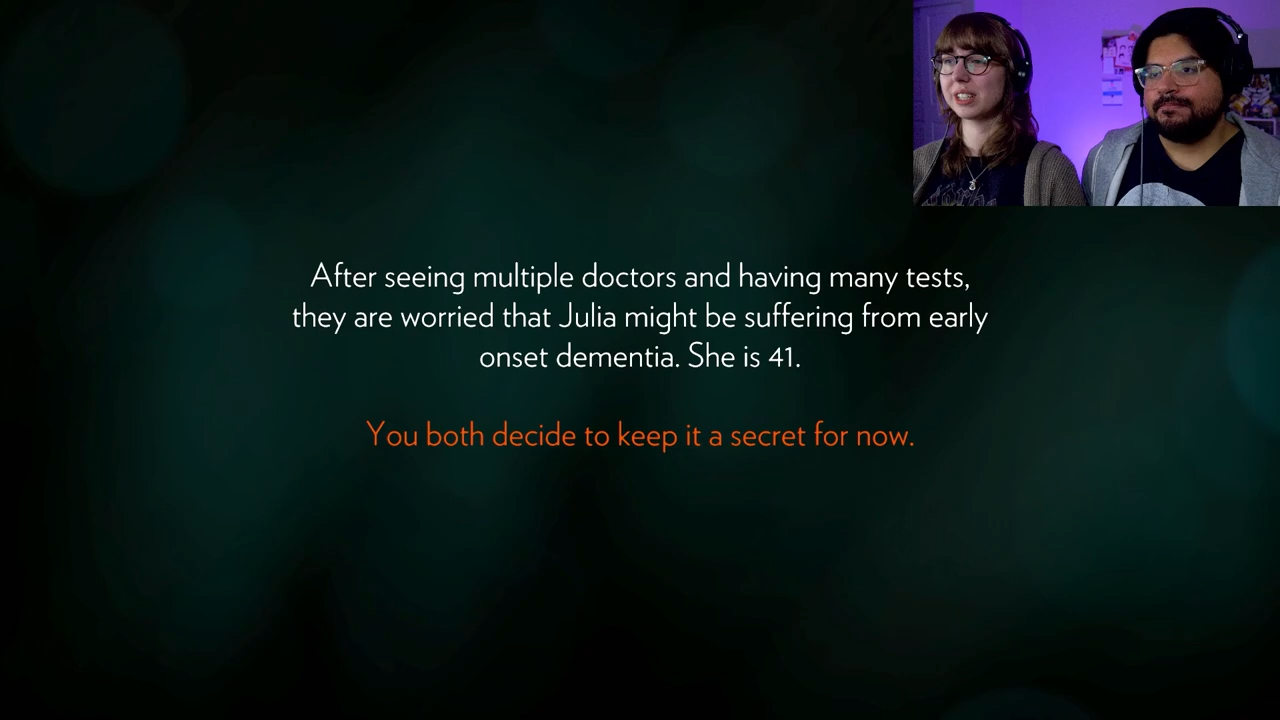 After seeing multiple doctors and having many tests,
they are worried that Julia might be suffering from early
onset dementia. She is 41.
You both decide to keep it a secret for now.